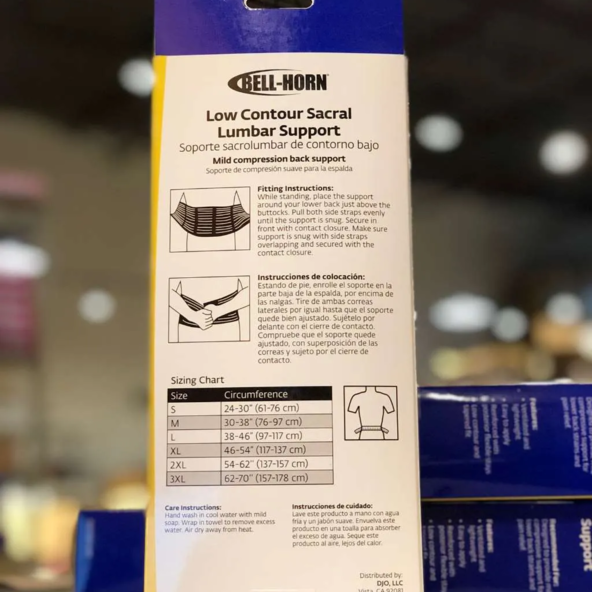 BELL-HORN
Low Contour Sacral
Lumbar Support
Soporte sacrolumbar de contorno bajo
Mild compression back support
Soporte de compresión suave para la espalda
Fitting Instructions:
While standing, place the support
around your lower back just above the
buttocks. Pull both side straps evenly
until the support is snug. Secure in
front with contact closure. Make sure
support is snug with side straps
overlapping and secured with the
contact closure.
Instrucciones de colocación:
Estando de pie, enrolle el soporte en la
parte baja de la espalda, por encima de
las nalgas. Tire de ambas correas
laterales por igual hasta que el soporte
quede bien ajustado. Sujételo por
delante con el cierre de contacto.
Compruebe que el soporte quede
ajustado, con superposición de las
correas y sujeto por el cierre de
contacto.
Sizing Chart
Size Circumference
S 24-30" (61-76 cm)
M 30-38" (76-97 cm)
L 38-46" (97-117 cm)
XL 46-54" (117-137 cm)
2XL 54-62" (137-157 cm)
3XL 62-70" (157-178 cm)
Care Instructions:
Hand wash in cool water with mild
soap. Wrap in towel to remove excess
water. Air dry away from heat.
Instrucciones de cuidado:
Lave este producto a mano con agua
fría y un jabón suave. Envuelva este
producto en una toalla para absorber
el exceso de agua. Seque este
producto al aire, lejos del calor.
Distributed by:
DJO, LLC
Vista, CA 92081
Features:
Support